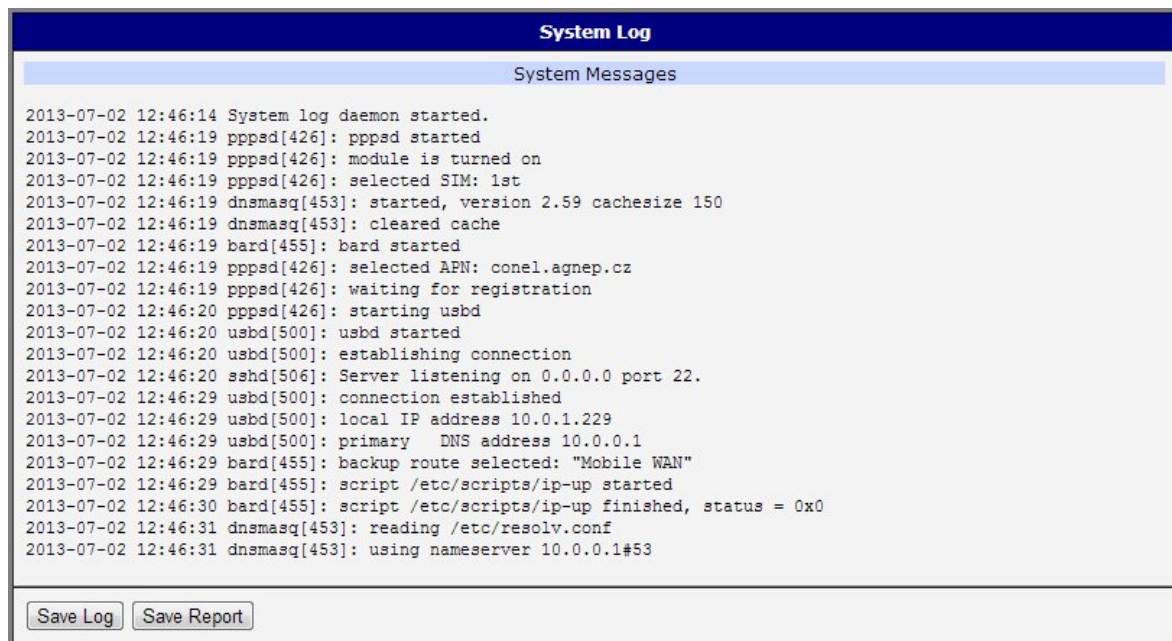 System Log
System Messages
2013-07-02 12:46:14 System log daemon started.
2013-07-02 12:46:19 pppsd[426]: pppsd started
2013-07-02 12:46:19 pppsd[426]: module is turned on
2013-07-02 12:46:19 pppsd[426]: selected SIM: 1st
2013-07-02 12:46:19 dnsmasq[453]: started, version 2.59 cachesize 150
2013-07-02 12:46:19 dnsmasq[453]: cleared cache
2013-07-02 12:46:19 bard[455]: bard started
2013-07-02 12:46:19 pppsd[426]: selected APN: conel.agnep.cz
2013-07-02 12:46:19 pppsd[426]: waiting for registration
2013-07-02 12:46:20 pppsd[426]: starting usbd
2013-07-02 12:46:20 usbd[500]: usbd started
2013-07-02 12:46:20 usbd[500]: establishing connection
2013-07-02 12:46:20 sshd[506]: Server listening on 0.0.0.0 port 22.
2013-07-02 12:46:29 usbd[500]: connection established
2013-07-02 12:46:29 usbd[500]: local IP address 10.0.1.229
2013-07-02 12:46:29 usbd[500]: primary   DNS address 10.0.0.1
2013-07-02 12:46:29 bard[455]: backup route selected: "Mobile WAN"
2013-07-02 12:46:29 bard[455]: script /etc/scripts/ip-up started
2013-07-02 12:46:30 bard[455]: script /etc/scripts/ip-up finished, status = 0x0
2013-07-02 12:46:31 dnsmasq[453]: reading /etc/resolv.conf
2013-07-02 12:46:31 dnsmasq[453]: using nameserver 10.0.0.1#53
Save Log Save Report